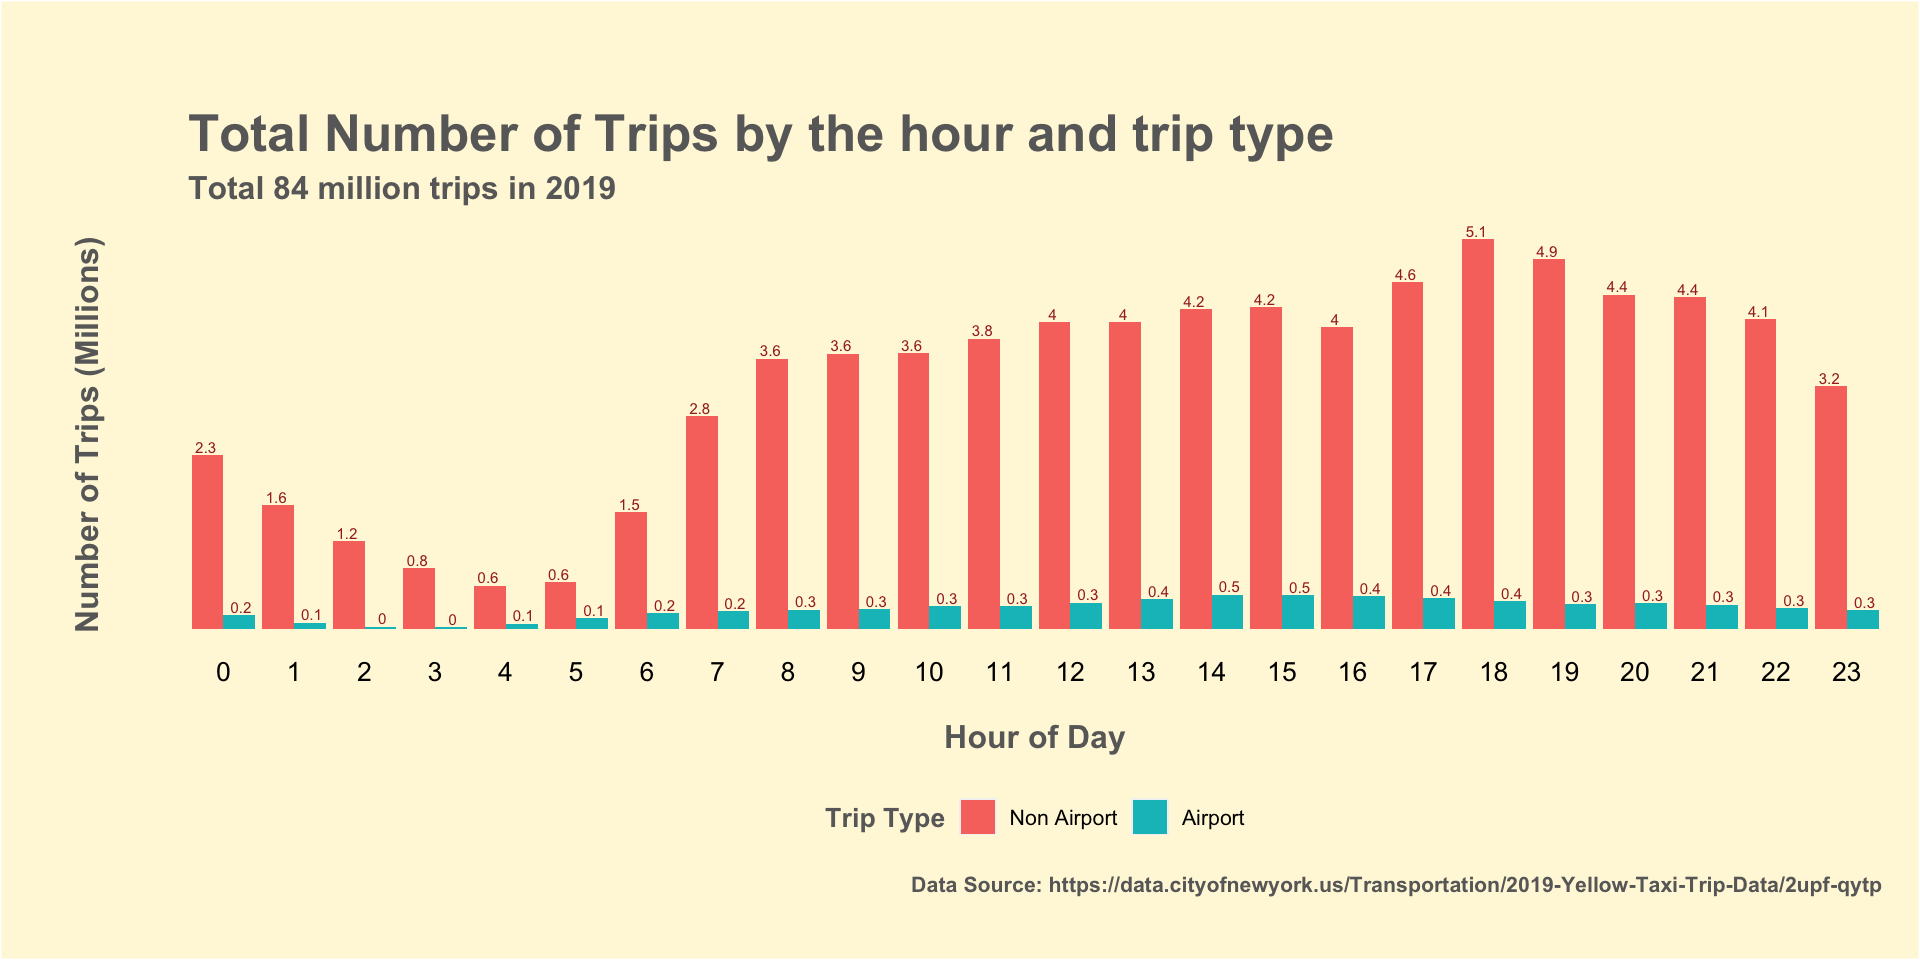 Total Number of Trips by the hour and trip type
Total 84 million trips in 2019
Number of Trips (Millions)
2.3 0.2 1.6 0.1 1.2 0 0.8 0 0.6 0.1 0.6 0.1 1.5 0.2 2.8 0.2 3.6 0.3 3.6 0.3 3.6 0.3 3.8 0.3 4 0.3 4 0.4 4.2 0.5 4.2 0.5 4 0.4 4.6 0.4 5.1 0.4 4.9 0.3 4.4 0.3 4.4 0.3 4.1 0.3 3.2 0.3
0 1 2 3 4 5 6 7 8 9 10 11 12 13 14 15 16 17 18 19 20 21 22 23
Hour of Day
Trip Type Non Airport Airport
Data Source: https://data.cityofnewyork.us/Transportation/2019-Yellow-Taxi-Trip-Data/2upf-qytp